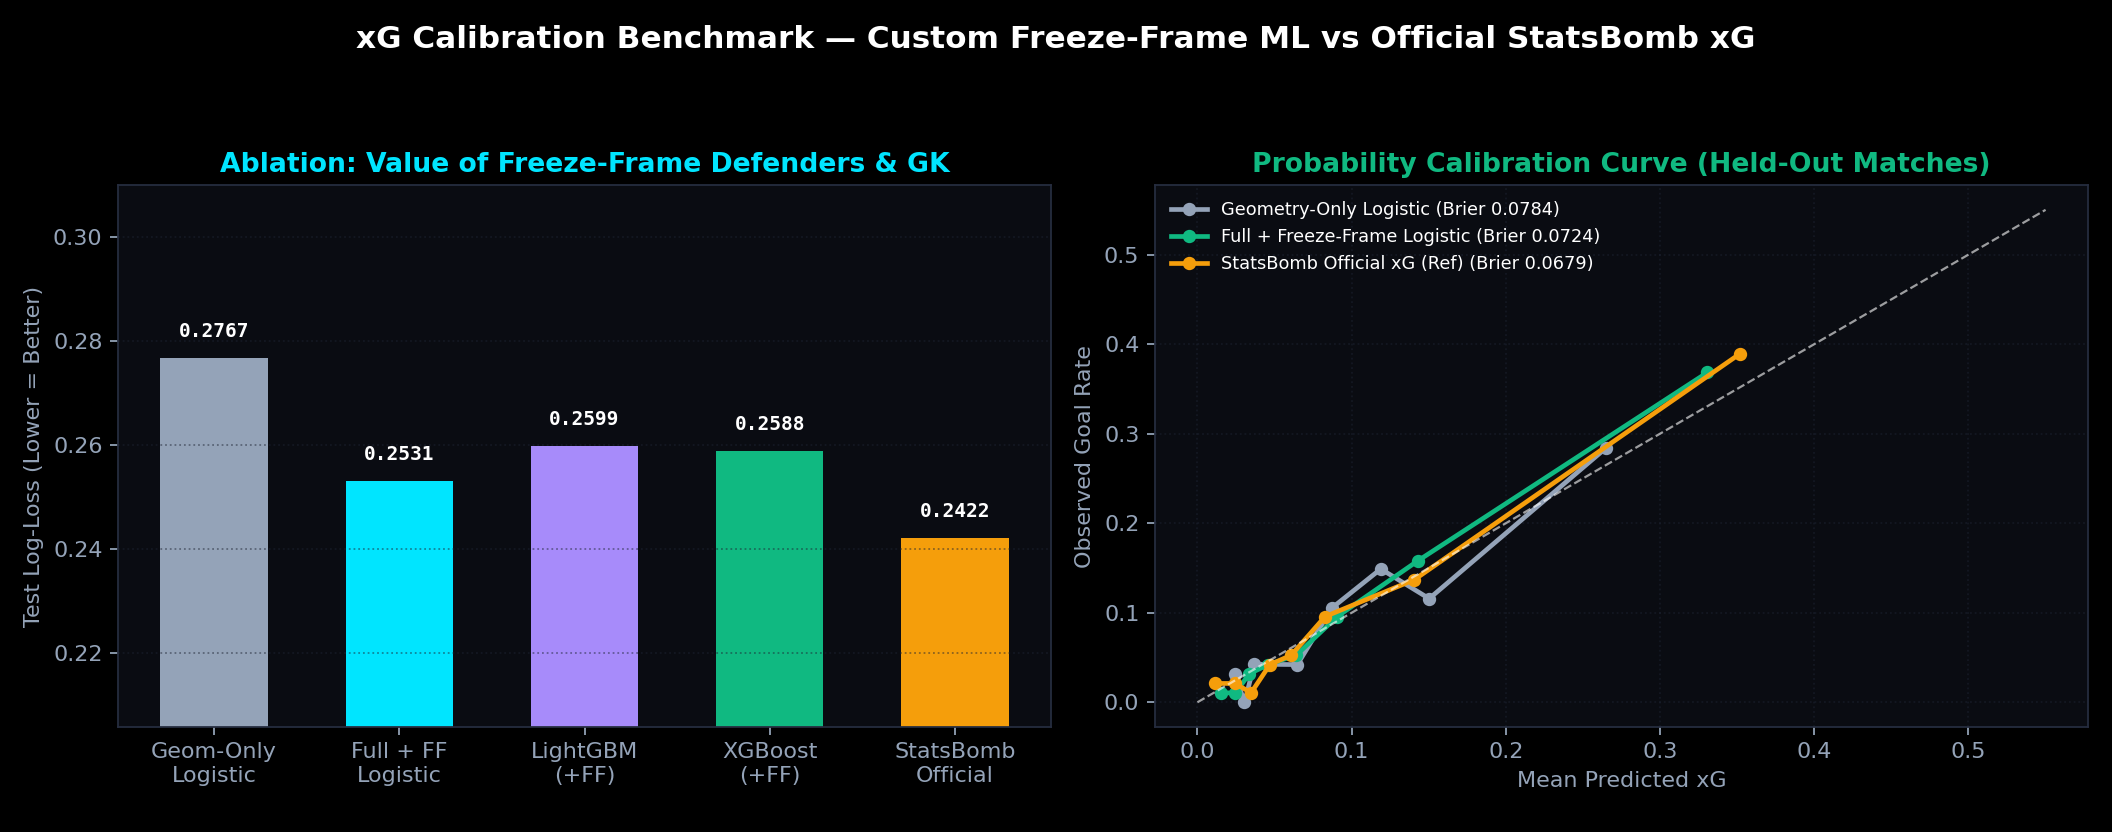 xG Calibration Benchmark — Custom Freeze-Frame ML vs Official StatsBomb xG
Ablation: Value of Freeze-Frame Defenders & GK
Test Log-Loss (Lower = Better)
0.30
0.28
0.26
0.24
0.22
0.2767
0.2531
0.2599
0.2588
0.2422
Geom-Only
Logistic
Full + FF
Logistic
LightGBM
(+FF)
XGBoost
(+FF)
StatsBomb
Official
Probability Calibration Curve (Held-Out Matches)
Geometry-Only Logistic (Brier 0.0784)
Full + Freeze-Frame Logistic (Brier 0.0724)
StatsBomb Official xG (Ref) (Brier 0.0679)
Observed Goal Rate
0.5
0.4
0.3
0.2
0.1
0.0
0.0
0.1
0.2
0.3
0.4
0.5
Mean Predicted xG